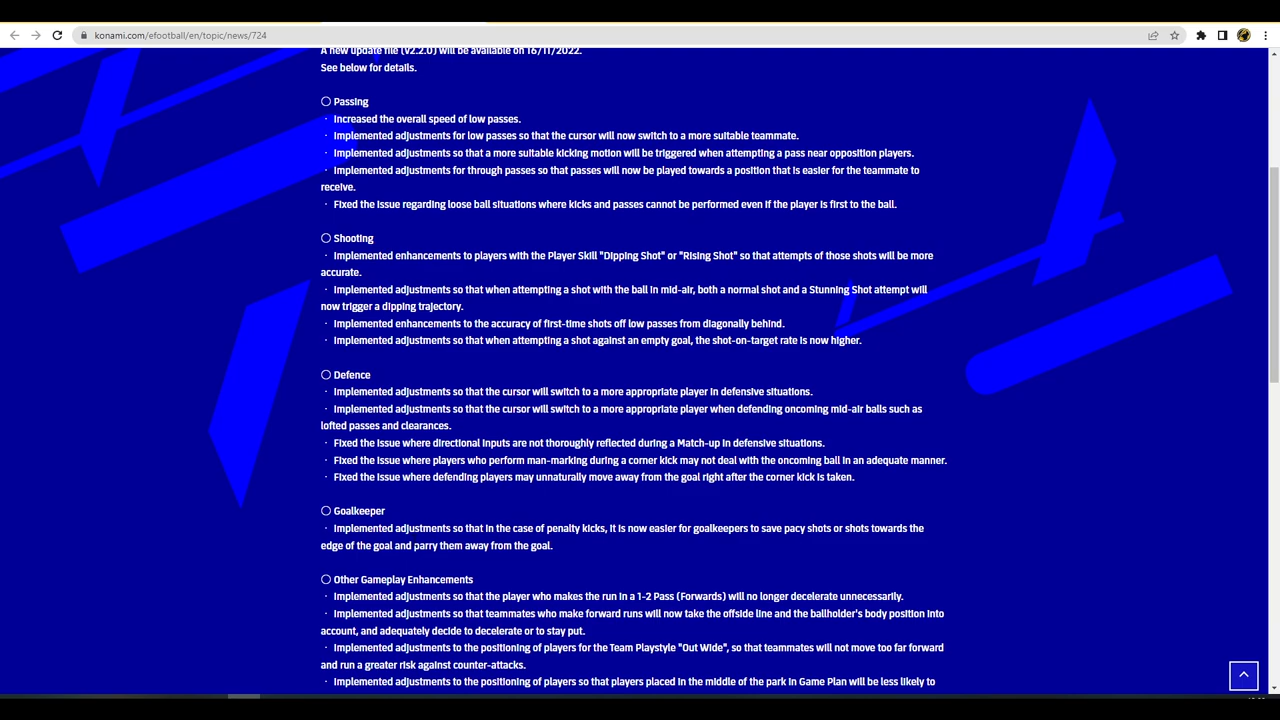 konami.com/efootball/en/topic/news/724
A new update file (v2.2.0) will be available on 16/11/2022.
See below for details.
○ Passing
・ Increased the overall speed of low passes.
・ Implemented adjustments for low passes so that the cursor will now switch to a more suitable teammate.
・ Implemented adjustments so that a more suitable kicking motion will be triggered when attempting a pass near opposition players.
・ Implemented adjustments for through passes so that passes will now be played towards a position that is easier for the teammate to
receive.
・ Fixed the issue regarding loose ball situations where kicks and passes cannot be performed even if the player is first to the ball.
○ Shooting
・ Implemented enhancements to players with the Player Skill "Dipping Shot" or "Rising Shot" so that attempts of those shots will be more
accurate.
・ Implemented adjustments so that when attempting a shot with the ball in mid-air, both a normal shot and a Stunning Shot attempt will
now trigger a dipping trajectory.
・ Implemented enhancements to the accuracy of first-time shots off low passes from diagonally behind.
・ Implemented adjustments so that when attempting a shot against an empty goal, the shot-on-target rate is now higher.
○ Defence
・ Implemented adjustments so that the cursor will switch to a more appropriate player in defensive situations.
・ Implemented adjustments so that the cursor will switch to a more appropriate player when defending oncoming mid-air balls such as
lofted passes and clearances.
・ Fixed the issue where directional inputs are not thoroughly reflected during a Match-up in defensive situations.
・ Fixed the issue where players who perform man-marking during a corner kick may not deal with the oncoming ball in an adequate manner.
・ Fixed the issue where defending players may unnaturally move away from the goal right after the corner kick is taken.
○ Goalkeeper
・ Implemented adjustments so that in the case of penalty kicks, it is now easier for goalkeepers to save pacy shots or shots towards the
edge of the goal and parry them away from the goal.
○ Other Gameplay Enhancements
・ Implemented adjustments so that the player who makes the run in a 1-2 Pass (Forwards) will no longer decelerate unnecessarily.
・ Implemented adjustments so that teammates who make forward runs will now take the offside line and the ballholder's body position into
account, and adequately decide to decelerate or to stay put.
・ Implemented adjustments to the positioning of players for the Team Playstyle "Out Wide", so that teammates will not move too far forward
and run a greater risk against counter-attacks.
・ Implemented adjustments to the positioning of players so that players placed in the middle of the park in Game Plan will be less likely to